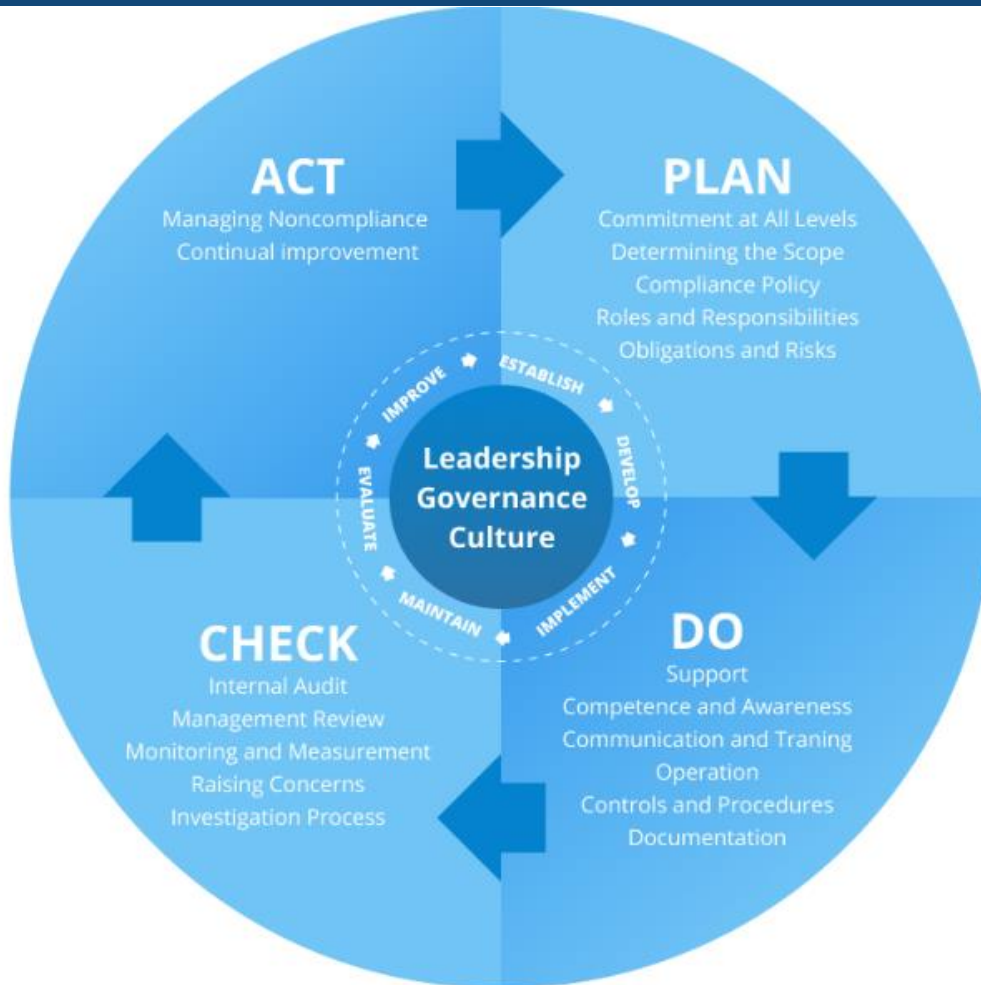 ACT
Managing Noncompliance
Continual improvement
PLAN
Commitment at All Levels
Determining the Scope
Compliance Policy
Roles and Responsibilities
Obligations and Risks
ESTABLISH
DEVELOP
IMPLEMENT
MAINTAIN
EVALUATE
IMPROVE
Leadership
Governance
Culture
CHECK
Internal Audit
Management Review
Monitoring and Measurement
Raising Concerns
Investigation Process
DO
Support
Competence and Awareness
Communication and Traning
Operation
Controls and Procedures
Documentation